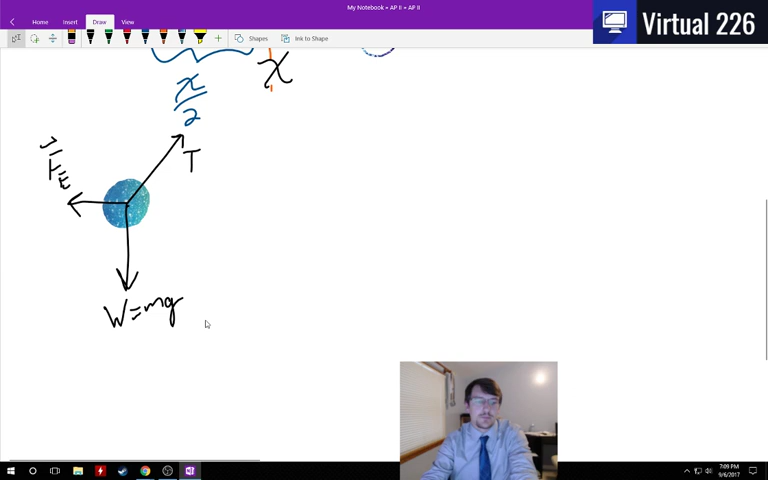 My Notebook » AP II » AP II
Virtual 226
Home Insert Draw View
Shapes Ink to Shape
x
x
2
T
F_E
W=mg
7:09 PM
9/6/2017